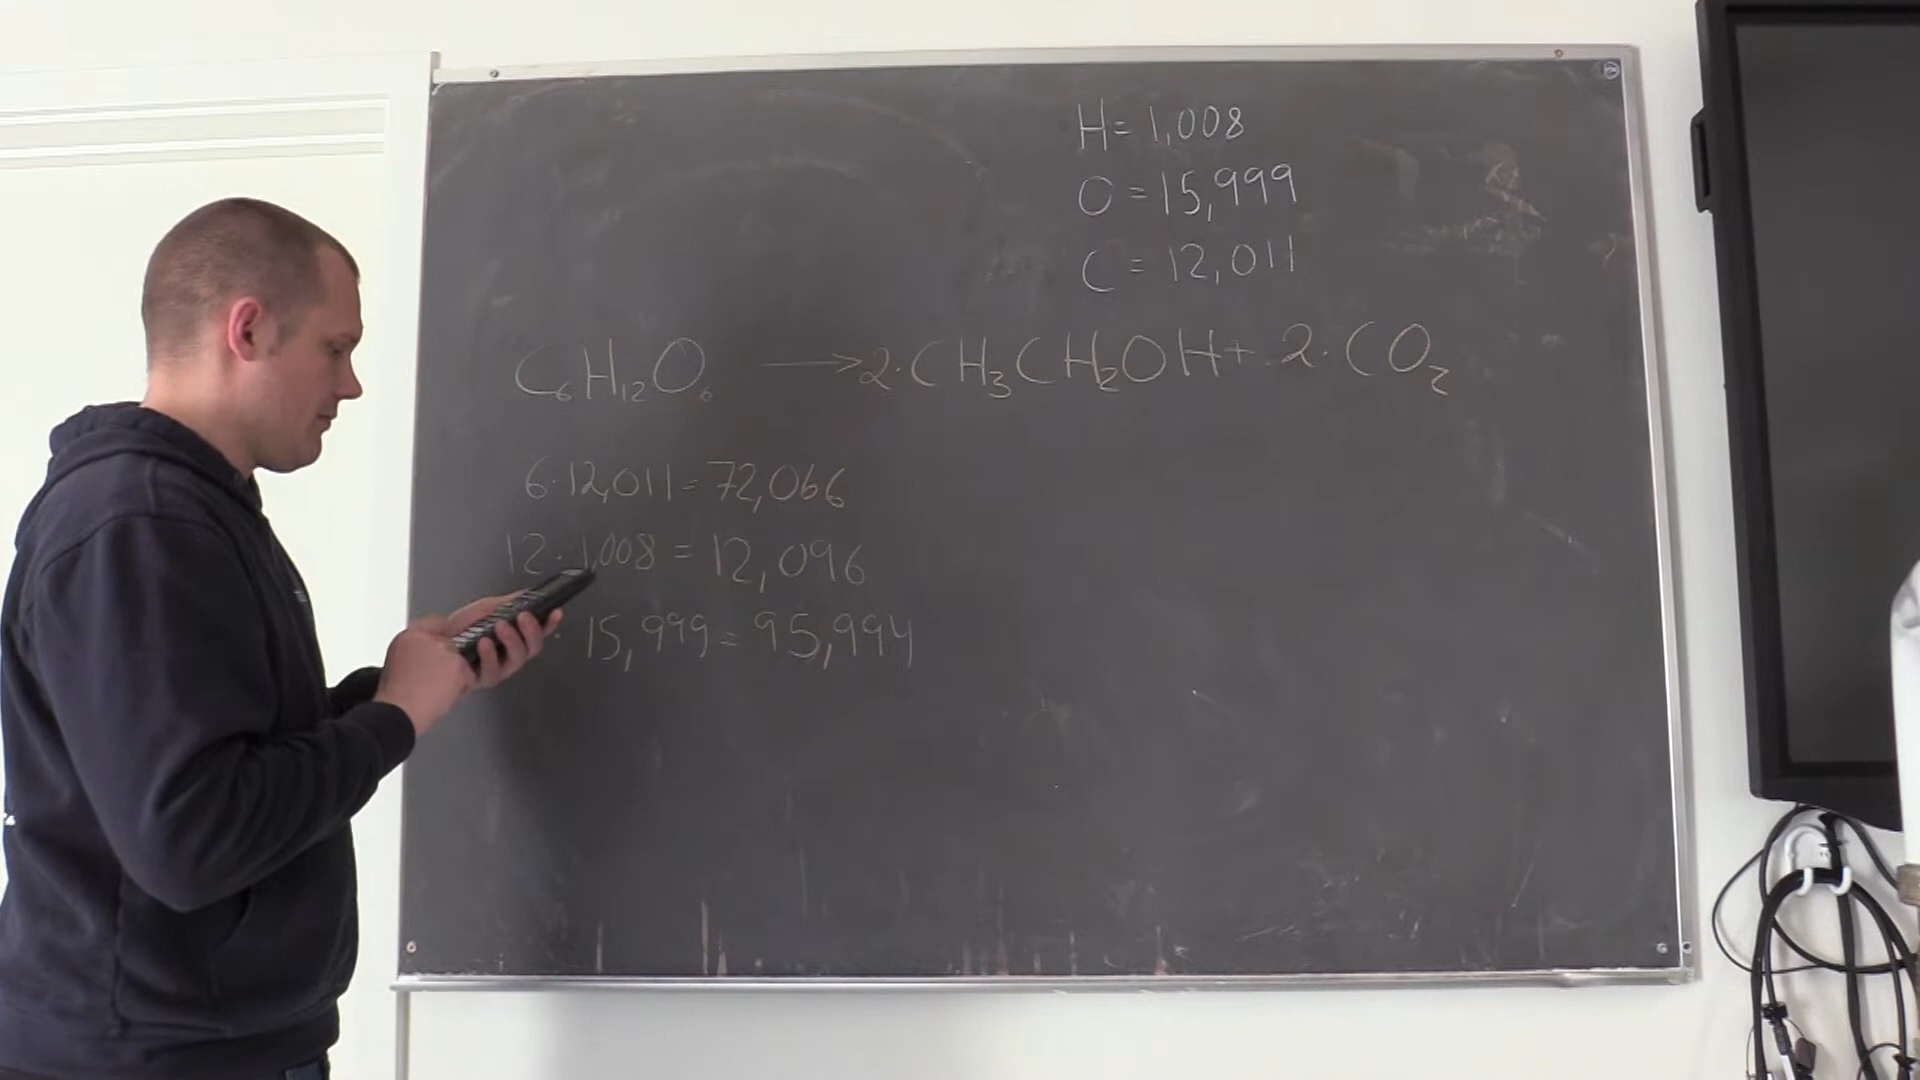 H = 1,008
O = 15,999
C = 12,011
C₆H₁₂O₆ → 2·CH₃CH₂OH + 2·CO₂
6·12,011 = 72,066
12·1,008 = 12,096
· 15,999 = 95,994